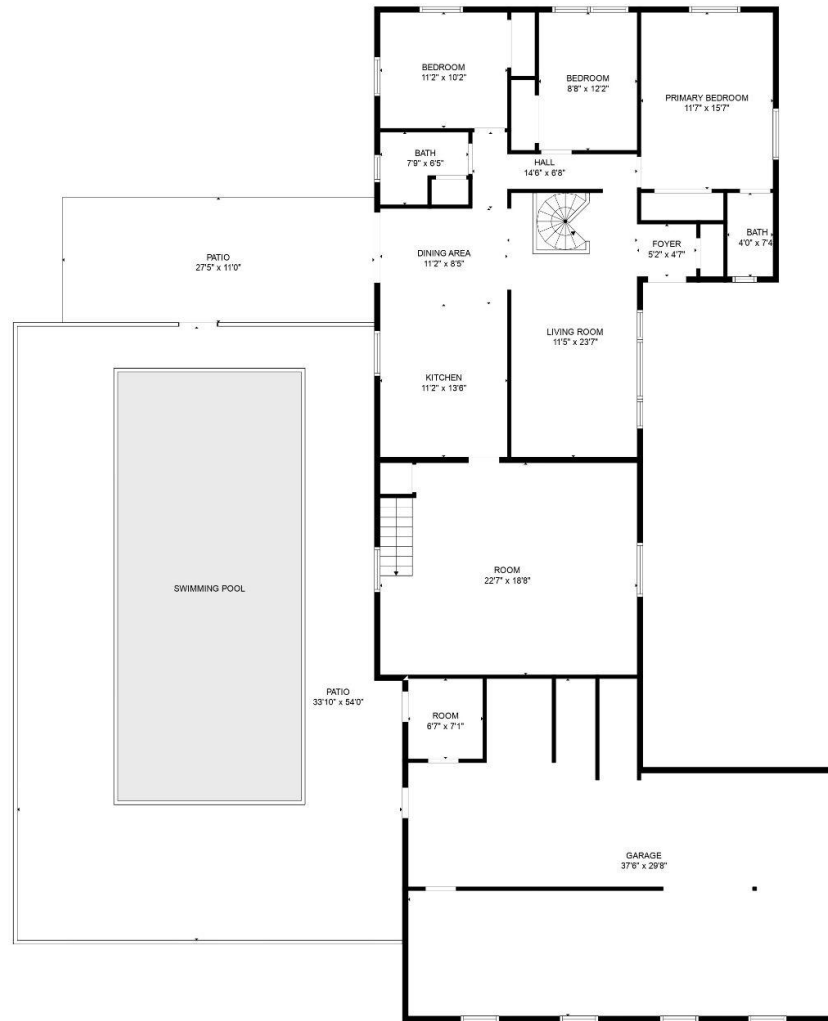 BEDROOM
11'2" x 10'2"
BEDROOM
8'8" x 12'2"
PRIMARY BEDROOM
11'7" x 15'7"
BATH
7'9" x 6'5"
HALL
14'6" x 6'8"
BATH
4'0" x 7'4
FOYER
5'2" x 4'7"
PATIO
27'5" x 11'0"
DINING AREA
11'2" x 8'5"
LIVING ROOM
11'5" x 23'7"
KITCHEN
11'2" x 13'6"
ROOM
22'7" x 18'8"
SWIMMING POOL
PATIO
33'10" x 54'0"
ROOM
6'7" x 7'1"
GARAGE
37'6" x 29'8"